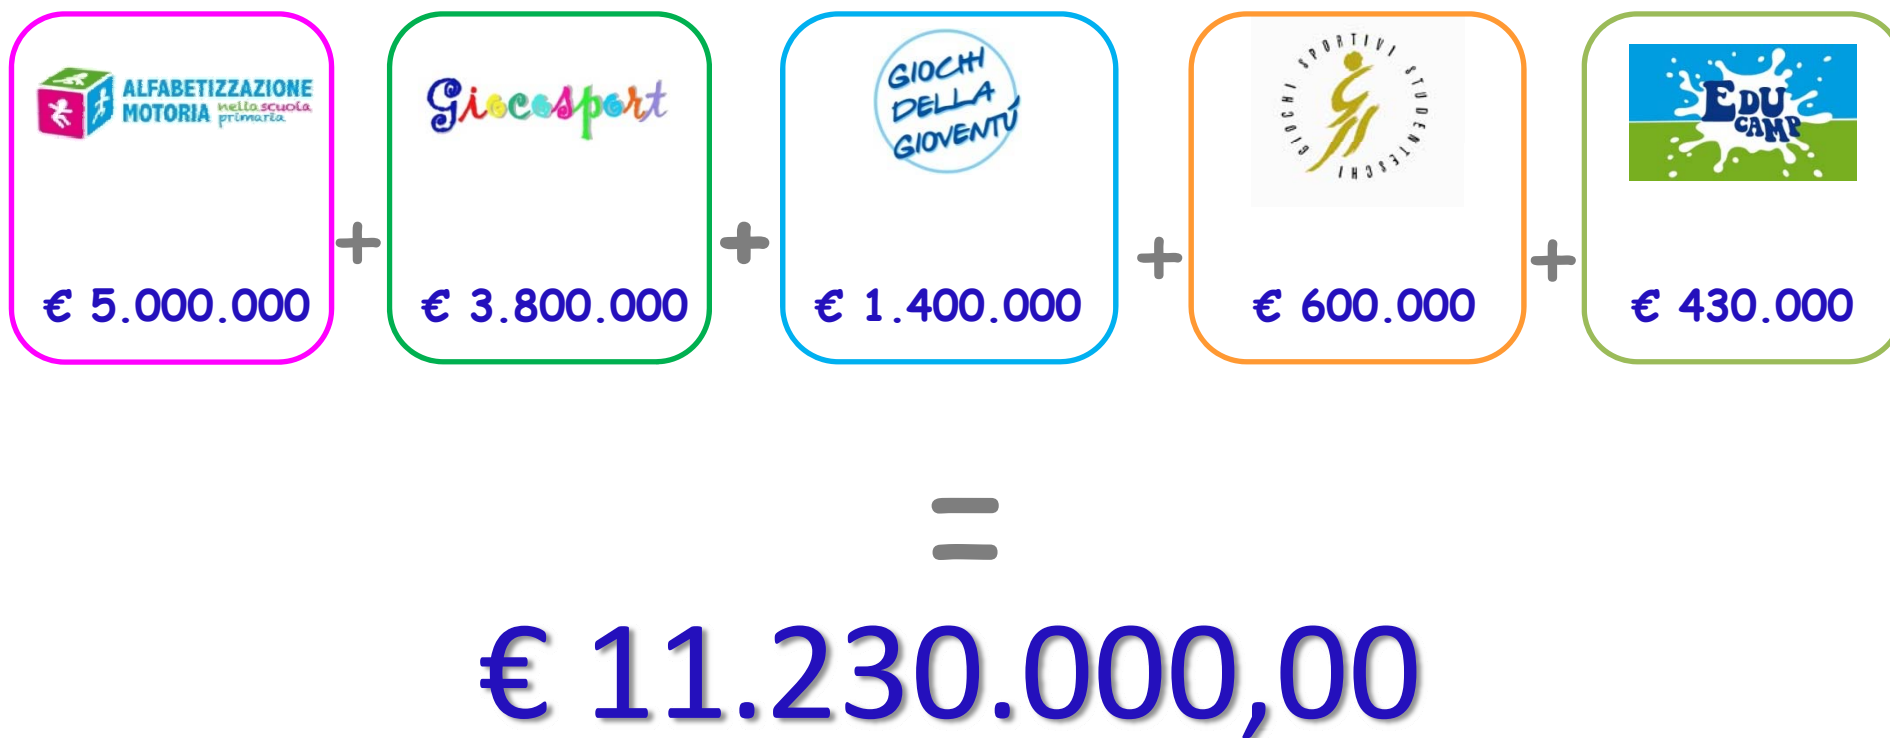 ALFABETIZZAZIONE
MOTORIA nella scuola
primaria
€ 5.000.000
+
Giocosport
€ 3.800.000
+
GIOCHI
DELLA
GIOVENTÚ
€ 1.400.000
+
GIOCHI SPORTIVI STUDENTESCHI
€ 600.000
+
EDU
CAMP
€ 430.000
=
€ 11.230.000,00